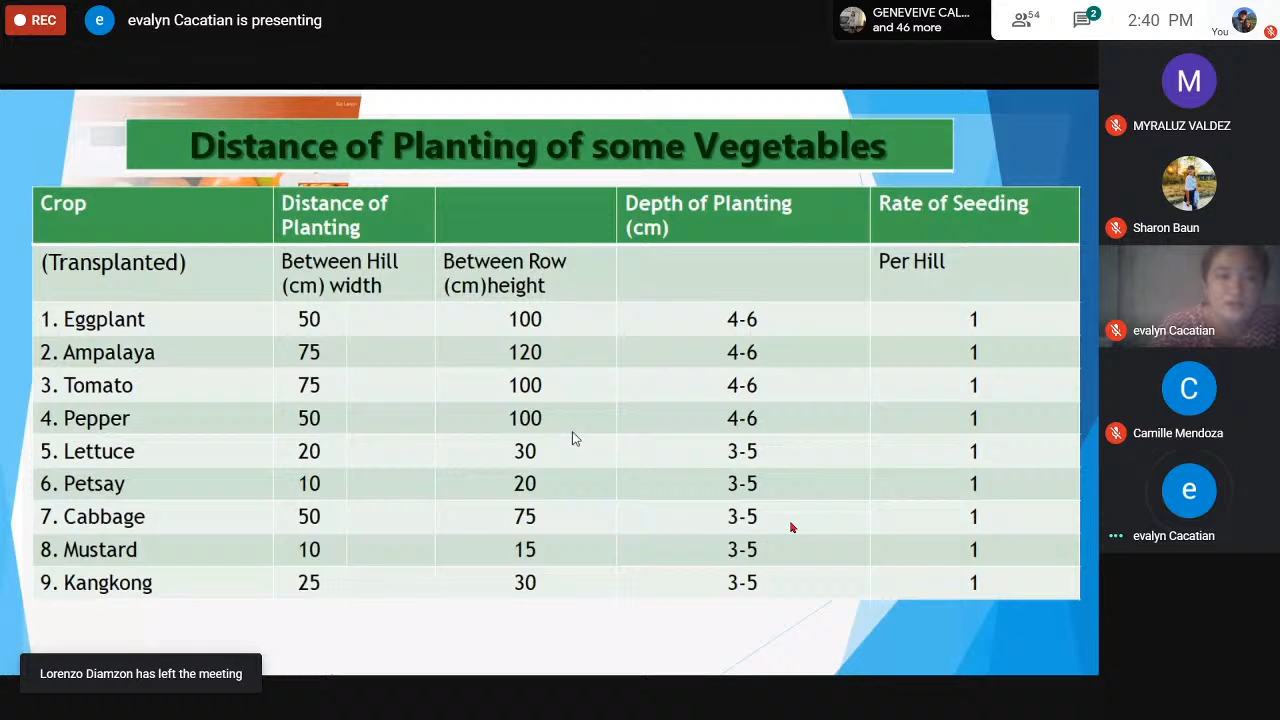 REC
e
evalyn Cacatian is presenting
GENEVEIVE CAL...
and 46 more
54
2
2:40 PM
You
Distance of Planting of some Vegetables
Crop Distance of Planting Depth of Planting (cm) Rate of Seeding
(Transplanted) Between Hill (cm) width Between Row (cm)height Per Hill
1. Eggplant 50 100 4-6 1
2. Ampalaya 75 120 4-6 1
3. Tomato 75 100 4-6 1
4. Pepper 50 100 4-6 1
5. Lettuce 20 30 3-5 1
6. Petsay 10 20 3-5 1
7. Cabbage 50 75 3-5 1
8. Mustard 10 15 3-5 1
9. Kangkong 25 30 3-5 1
M
MYRALUZ VALDEZ
Sharon Baun
evalyn Cacatian
C
Camille Mendoza
e
evalyn Cacatian
Lorenzo Diamzon has left the meeting